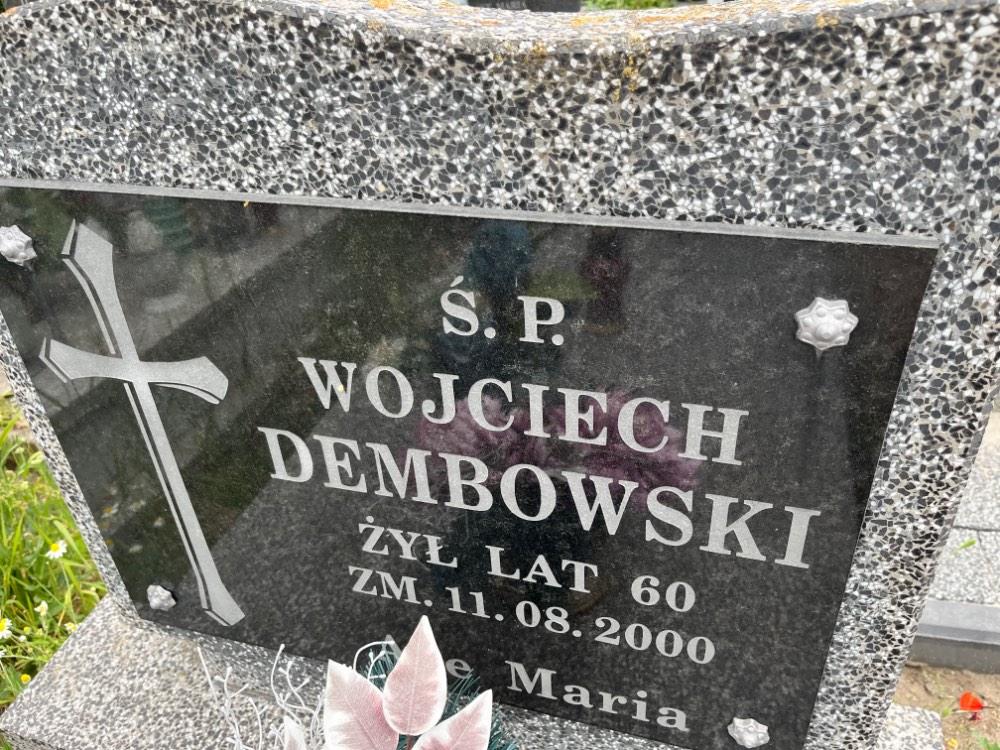 Ś. P.
WOJCIECH
DEMBOWSKI
ŻYŁ LAT 60
ZM. 11.08.2000
Maria